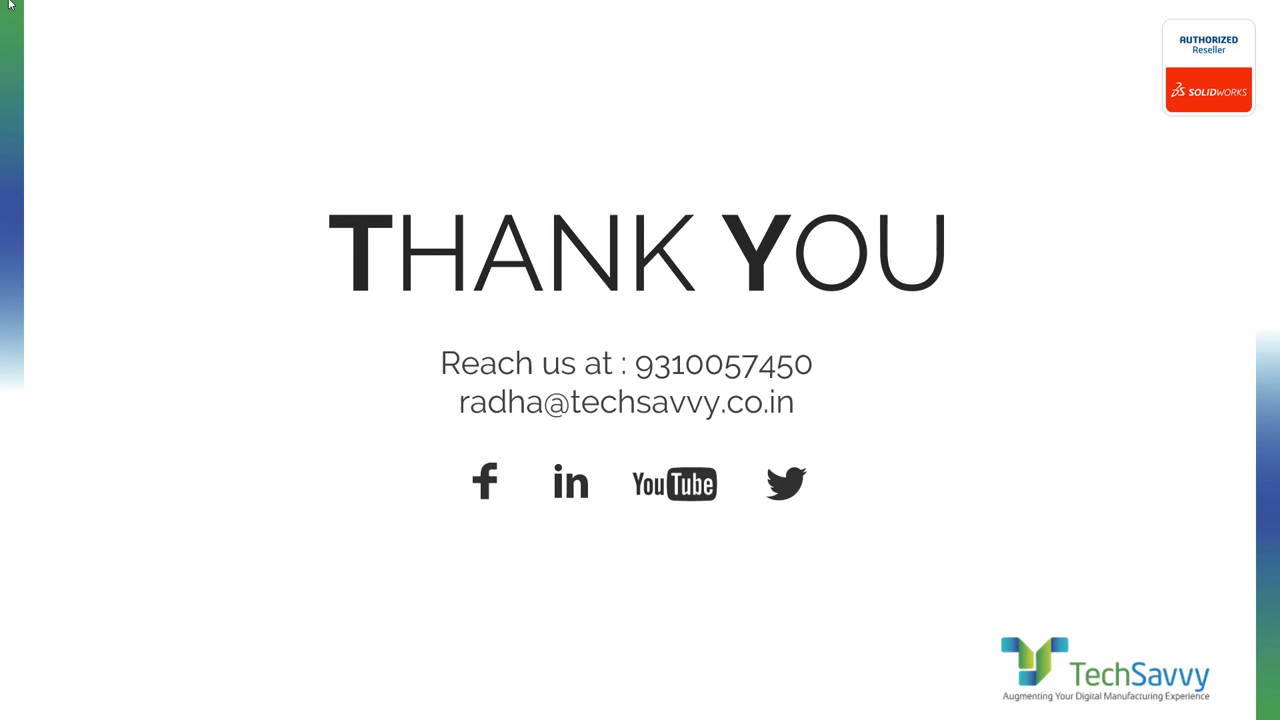 AUTHORIZED
Reseller
SOLIDWORKS
THANK YOU
Reach us at : 9310057450
radha@techsavvy.co.in
f in YouTube
TechSavvy
Augmenting Your Digital Manufacturing Experience